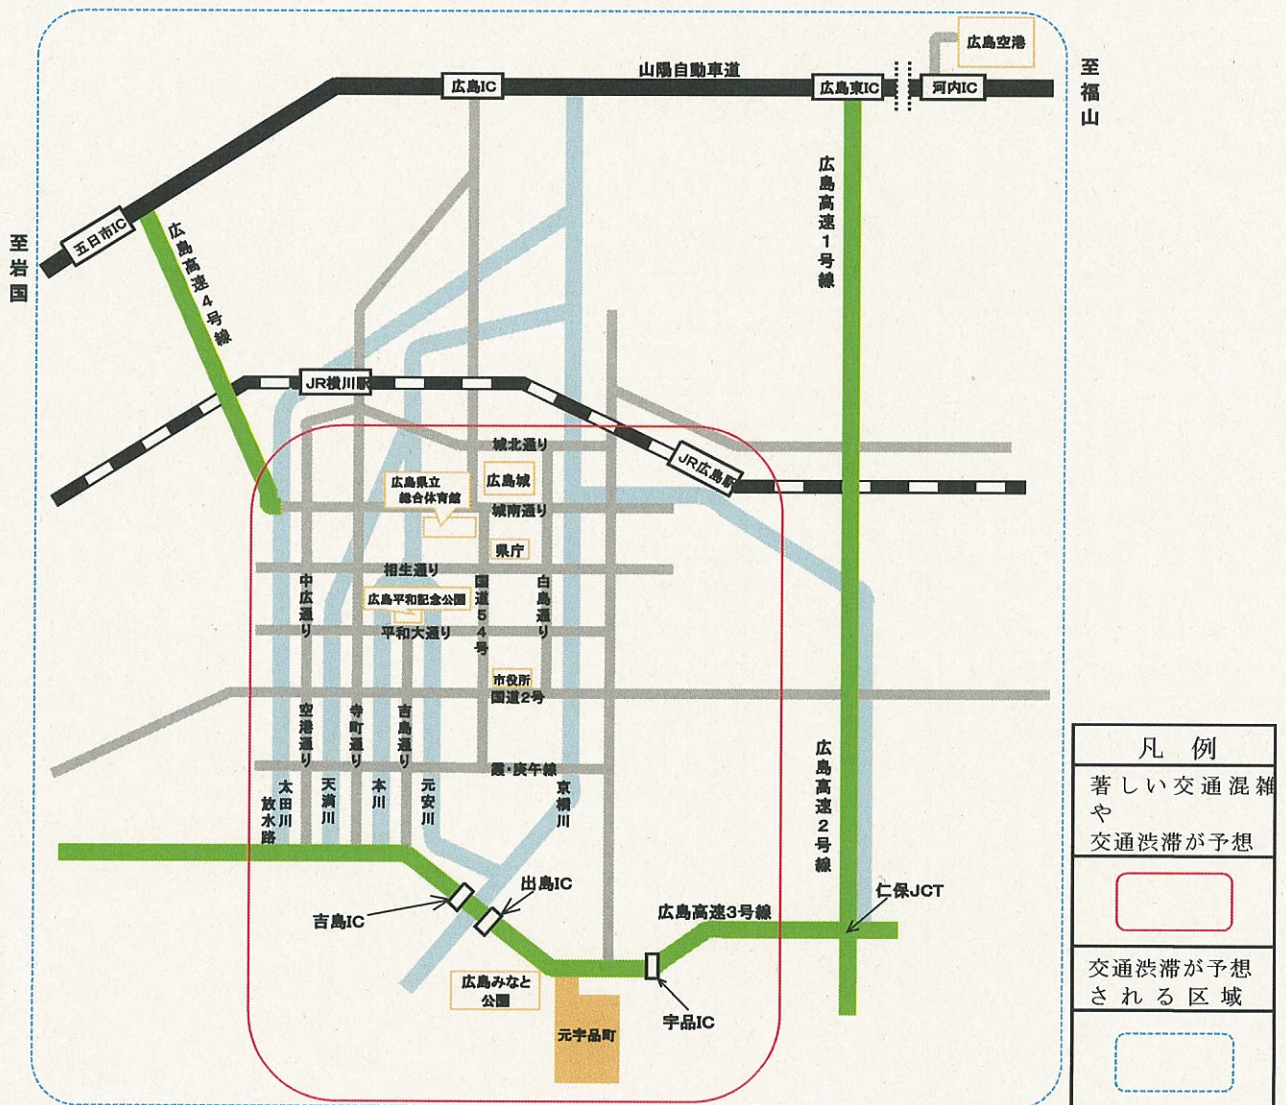 広島空港
山陽自動車道
広島IC
広島東IC
河内IC
至福山
五日市IC
至岩国
広島高速4号線
広島高速1号線
JR横川駅
城北通り
JR広島駅
広島県立
総合体育館
広島城
城南通り
県庁
相生通り
中広通り
国道54号
白島通り
広島平和記念公園
平和大通り
市役所
国道2号
空港通り
寺町通り
吉島通り
霞・庚午線
太田川
放水路
天満川
本川
元安川
京橋川
広島高速2号線
吉島IC
出島IC
広島高速3号線
仁保JCT
広島みなと
公園
元宇品町
宇品IC
凡例
著しい交通混雑
や
交通渋滞が予想
交通渋滞が予想
される区域